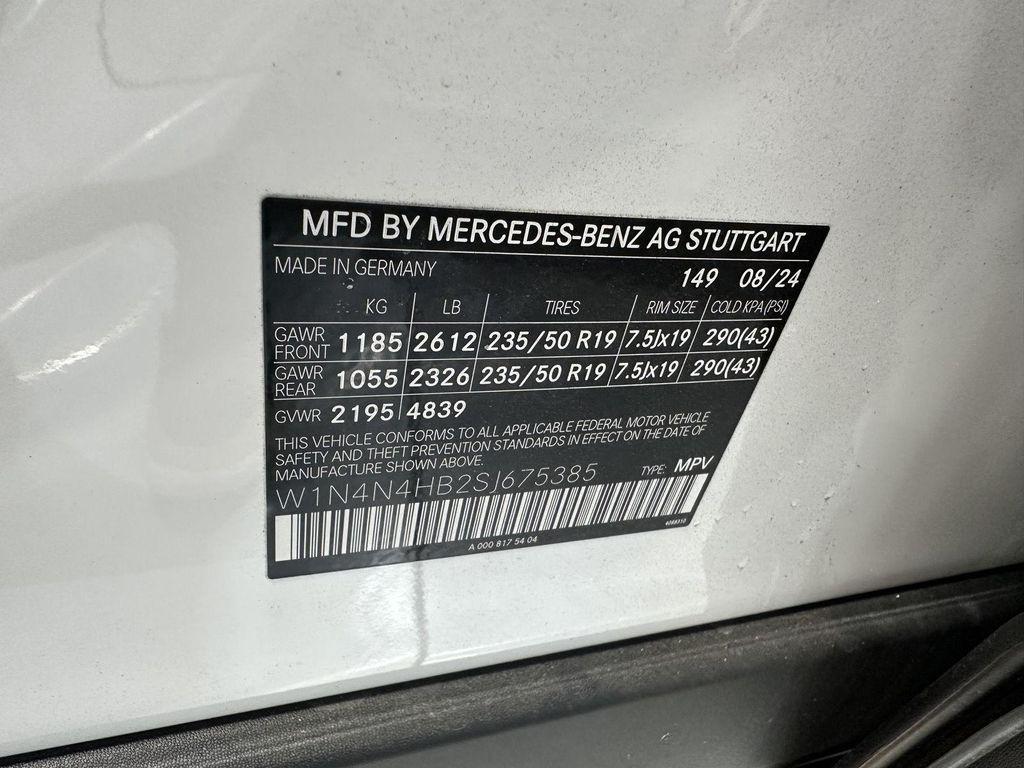 MFD BY MERCEDES-BENZ AG STUTTGART
MADE IN GERMANY 149 08/24
KG LB TIRES RIM SIZE COLD KPA(PSI)
GAWR FRONT 1185 2612 235/50 R19 7.5Jx19 290(43)
GAWR REAR 1055 2326 235/50 R19 7.5Jx19 290(43)
GVWR 2195 4839
THIS VEHICLE CONFORMS TO ALL APPLICABLE FEDERAL MOTOR VEHICLE
SAFETY AND THEFT PREVENTION STANDARDS IN EFFECT ON THE DATE OF
MANUFACTURE SHOWN ABOVE.
W1N4N4HB2SJ675385 TYPE: MPV
A 000 817 54 04